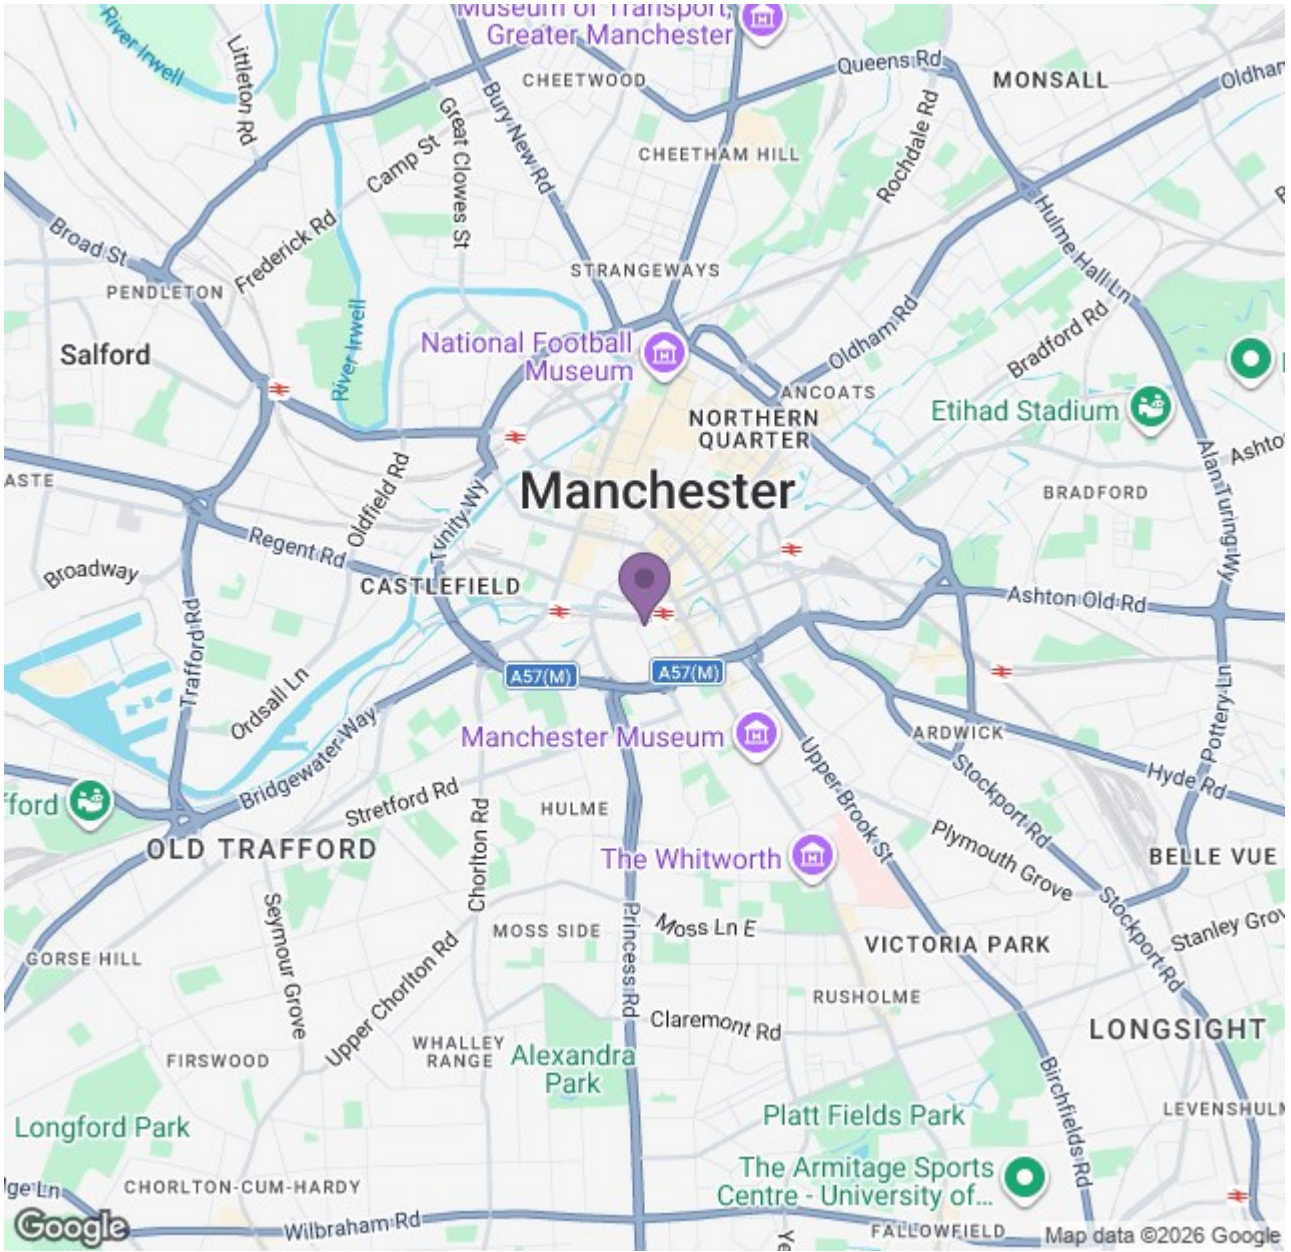 Museum of Transport,
Greater Manchester
River Irwell
Littleton Rd
CHEETWOOD
Queens Rd
MONSALL
Bury New Rd
Great Clowes St
Camp St
CHEETHAM HILL
Rochdale Rd
Broad St
Frederick Rd
PENDLETON
STRANGEWAYS
Hulme Hall Ln
Salford
River Irwell
National Football
Museum
Oldham Rd
Bradford Rd
ANCOATS
NORTHERN
QUARTER
Etihad Stadium
Manchester
Oldfield Rd
Trinity Wy
BRADFORD
Alan Turing Wy
Regent Rd
Broadway
CASTLEFIELD
Ashton Old Rd
Trafford Rd
Ordsall Ln
A57(M)
A57(M)
Pottery Ln
Bridgewater Way
Manchester Museum
ARDWICK
Hyde Rd
Stretford Rd
HULME
Upper Brook St
Stockport Rd
OLD TRAFFORD
Chorlton Rd
The Whitworth
Plymouth Grove
BELLE VUE
Seymour Grove
Princess Rd
Moss Ln E
Stockport Rd
MOSS SIDE
VICTORIA PARK
GORSE HILL
Upper Chorlton Rd
RUSHOLME
Claremont Rd
LONGSIGHT
WHALLEY
RANGE
FIRSWOOD
Alexandra
Park
Birchfields Rd
Longford Park
Platt Fields Park
The Armitage Sports
Centre - University of...
CHORLTON-CUM-HARDY
Wilbraham Rd
FALLOWFIELD
Google
Map data ©2026 Google